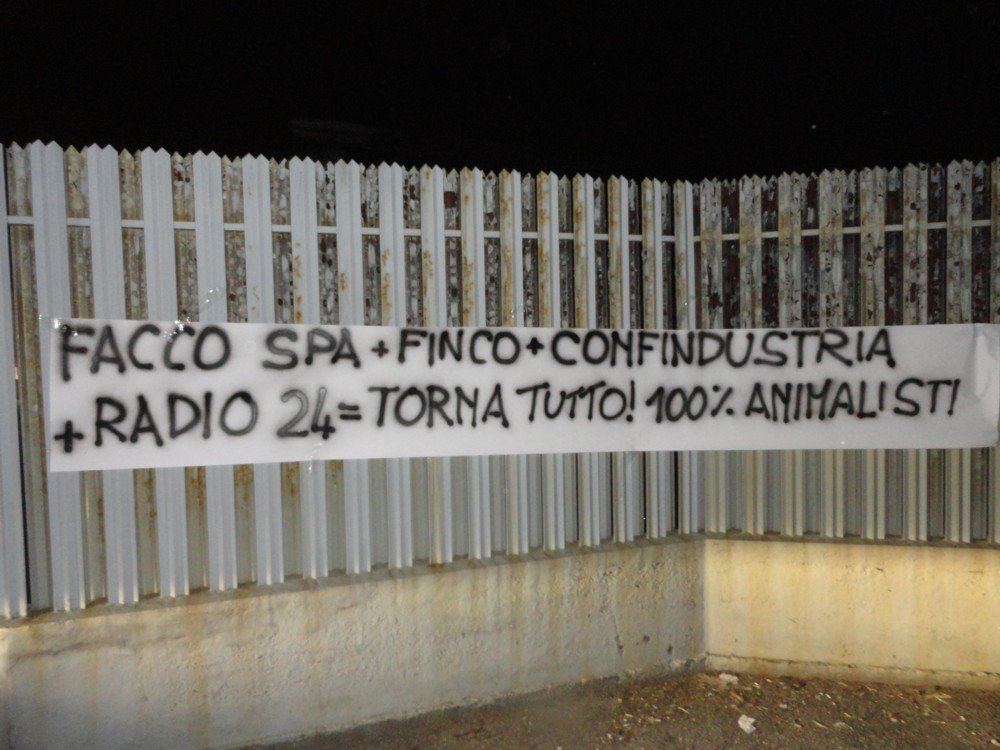 FACCO SPA + FINCO + CONFINDUSTRIA
+ RADIO 24 = TORNA TUTTO! 100% ANIMALISTI